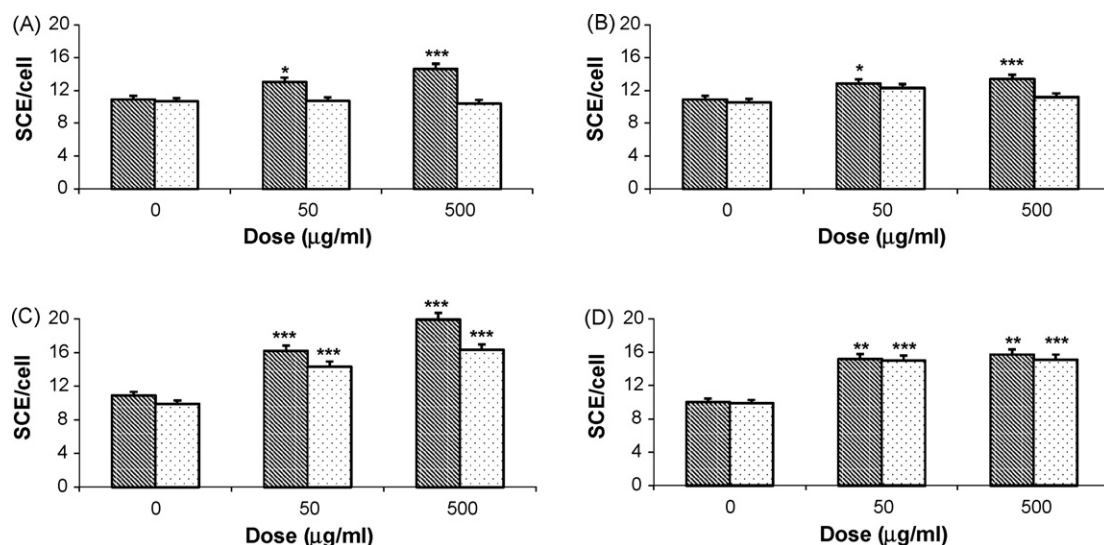 (A)
20
16
12
8
4
0
SCE/cell
*
***
0 50 500
Dose (µg/ml)
(B)
20
16
12
8
4
0
SCE/cell
*
***
0 50 500
Dose (µg/ml)
(C)
20
16
12
8
4
0
SCE/cell
*** ***
*** ***
0 50 500
Dose (µg/ml)
(D)
20
16
12
8
4
0
SCE/cell
** *** ** ***
0 50 500
Dose (µg/ml)